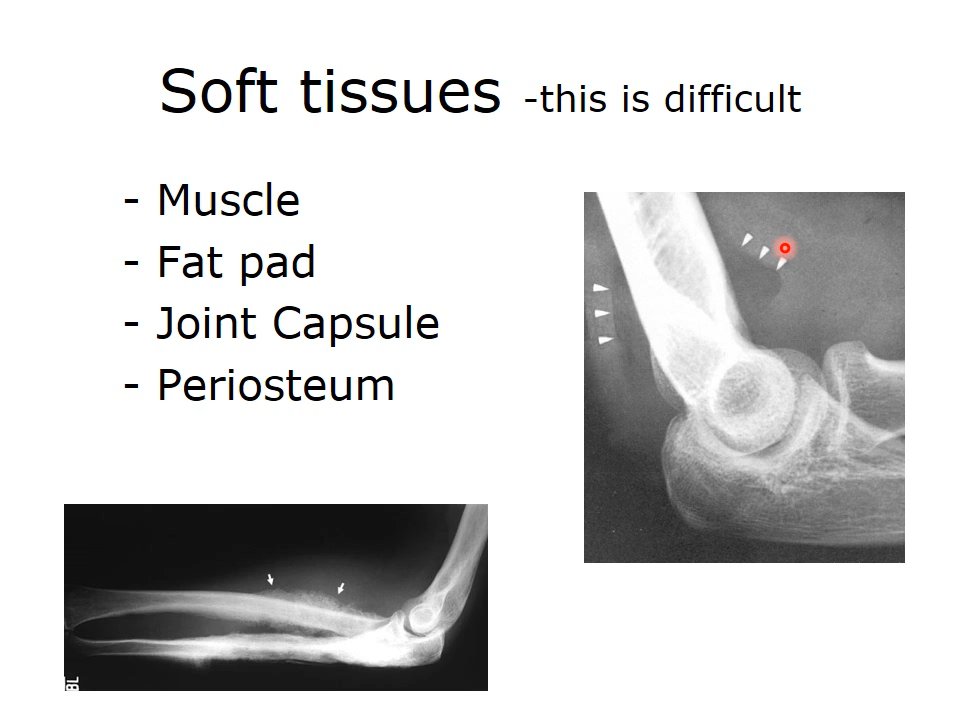 Soft tissues -this is difficult
- Muscle
- Fat pad
- Joint Capsule
- Periosteum